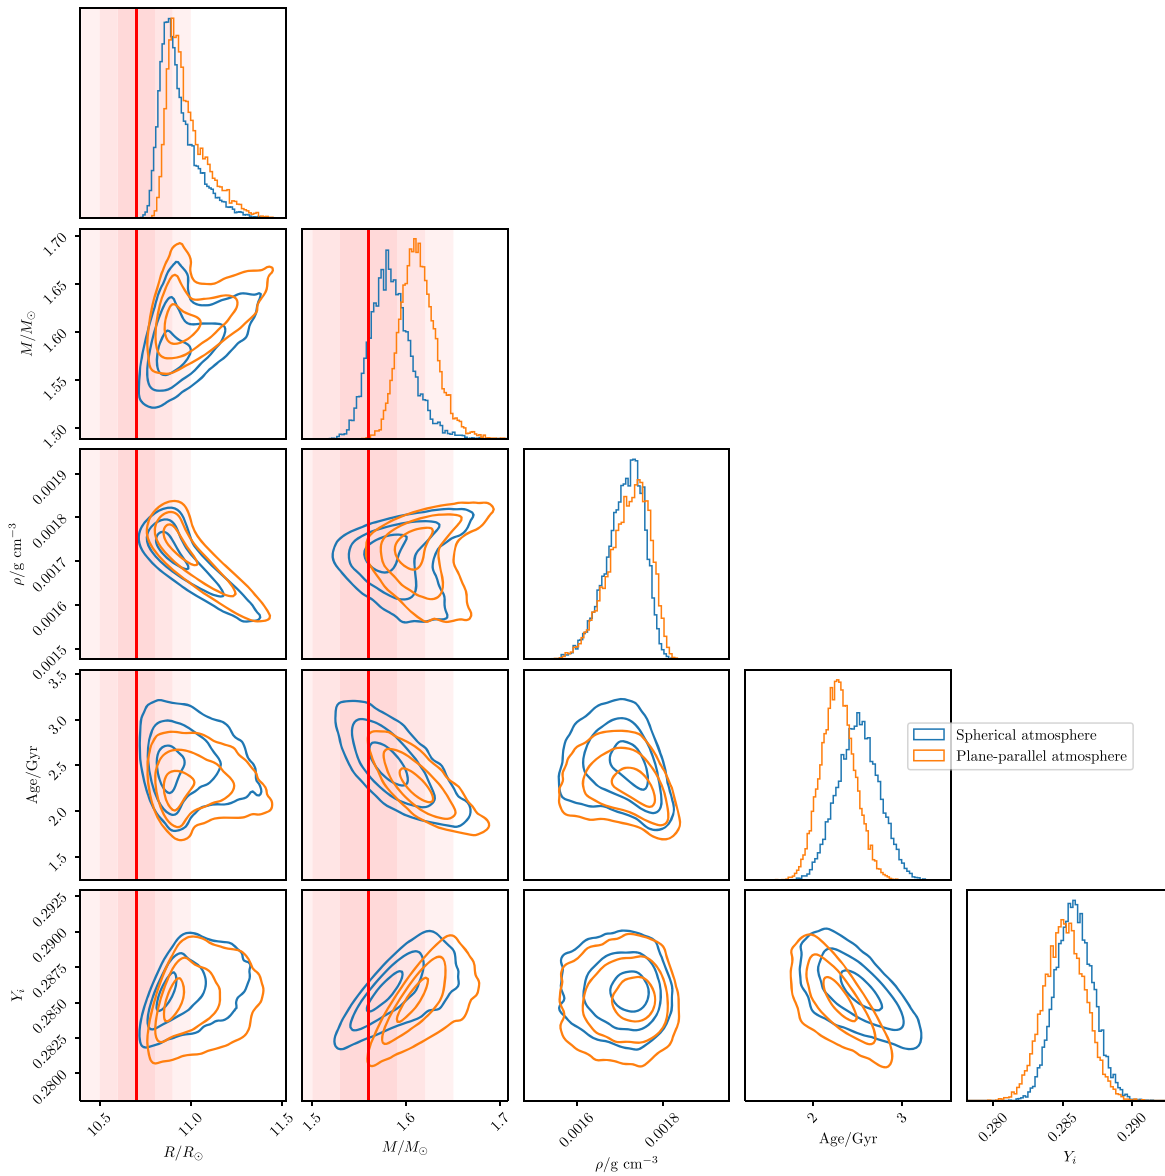 1.70
1.65
1.60
1.55
1.50
M/M⊙
0.0019
0.0018
0.0017
0.0016
0.0015
ρ/g cm⁻³
3.5
3.0
2.5
2.0
1.5
Age/Gyr
Spherical atmosphere
Plane-parallel atmosphere
0.2925
0.2900
0.2875
0.2850
0.2825
0.2800
Yᵢ
10.5 11.0 11.5
R/R⊙
1.5 1.6 1.7
M/M⊙
0.0016 0.0018
ρ/g cm⁻³
2 3
Age/Gyr
0.280 0.285 0.290
Yᵢ